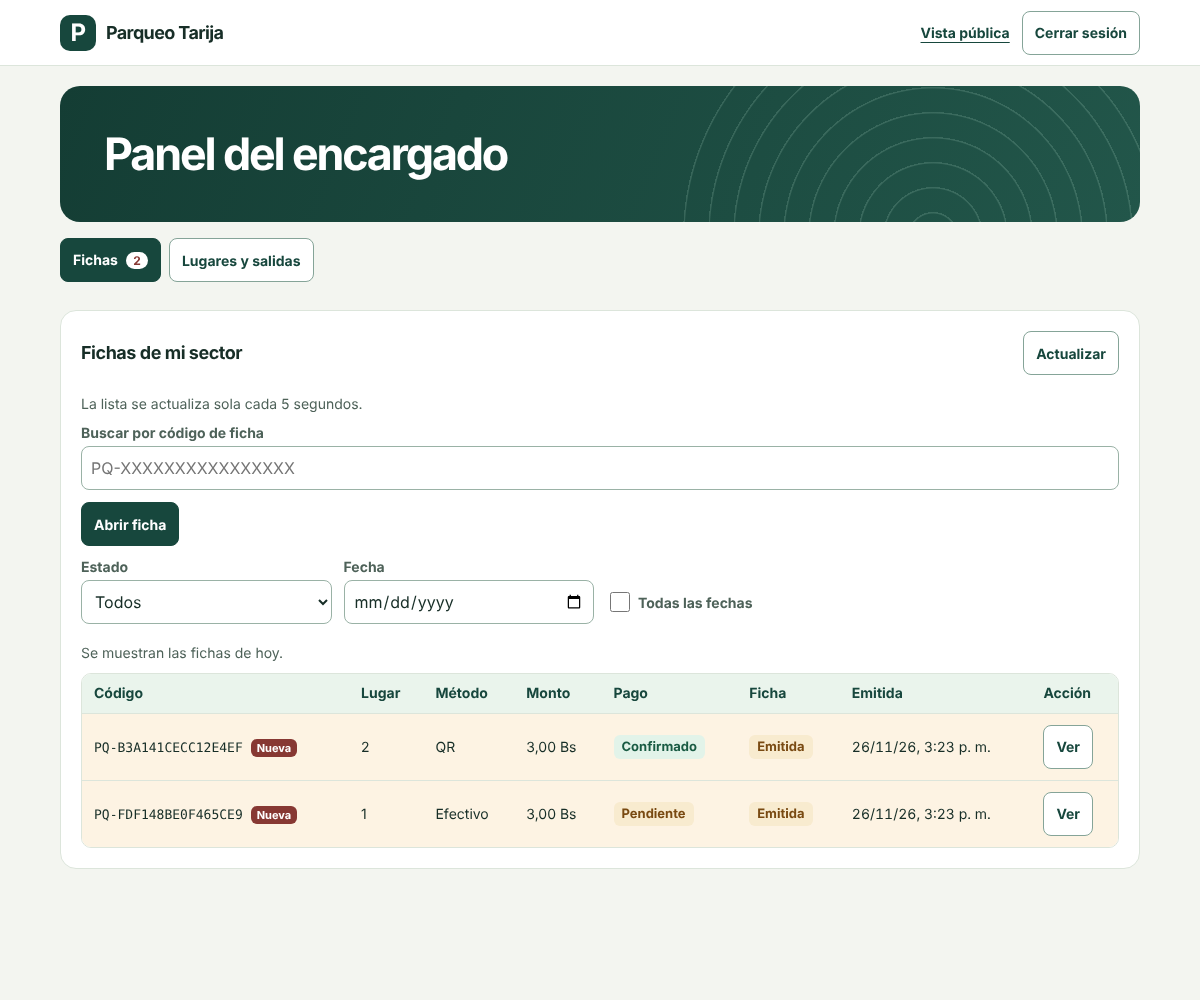 P Parqueo Tarija Vista pública Cerrar sesión
Panel del encargado
Fichas 2 Lugares y salidas
Fichas de mi sector Actualizar
La lista se actualiza sola cada 5 segundos.
Buscar por código de ficha
PQ-XXXXXXXXXXXXXXXX
Abrir ficha
Estado Fecha
Todos mm/dd/yyyy Todas las fechas
Se muestran las fichas de hoy.
Código Lugar Método Monto Pago Ficha Emitida Acción
PQ-B3A141CECC12E4EF Nueva 2 QR 3,00 Bs Confirmado Emitida 26/11/26, 3:23 p. m. Ver
PQ-FDF148BE0F465CE9 Nueva 1 Efectivo 3,00 Bs Pendiente Emitida 26/11/26, 3:23 p. m. Ver